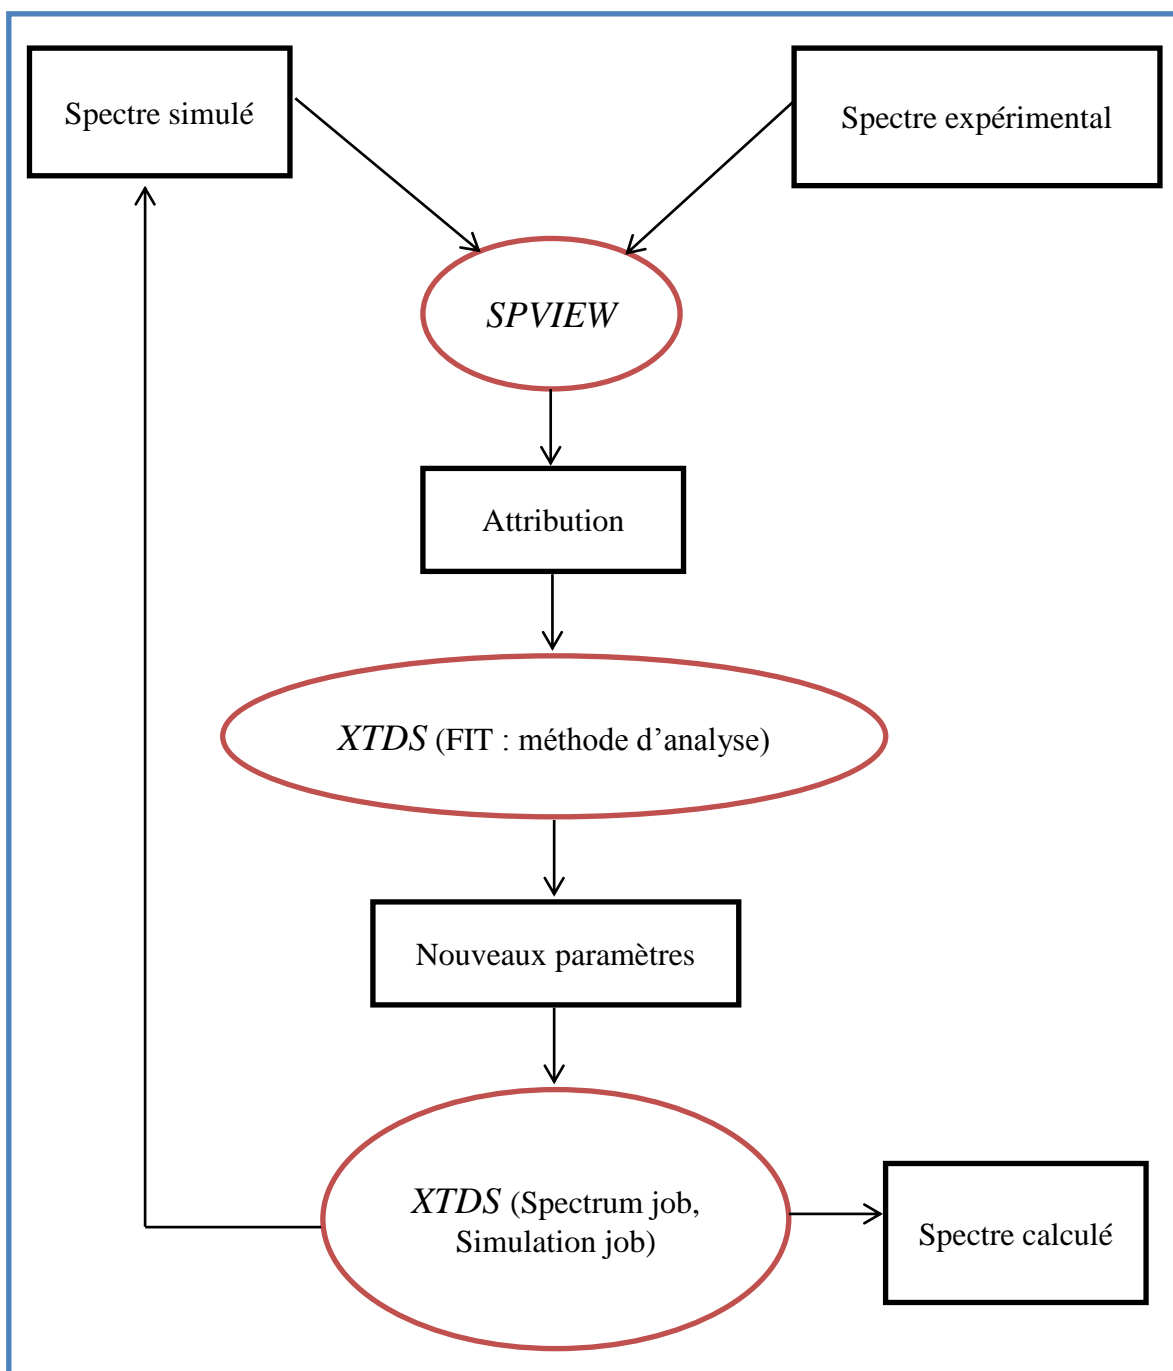 Spectre simulé
Spectre expérimental
SPVIEW
Attribution
XTDS (FIT : méthode d’analyse)
Nouveaux paramètres
XTDS (Spectrum job,
Simulation job)
Spectre calculé